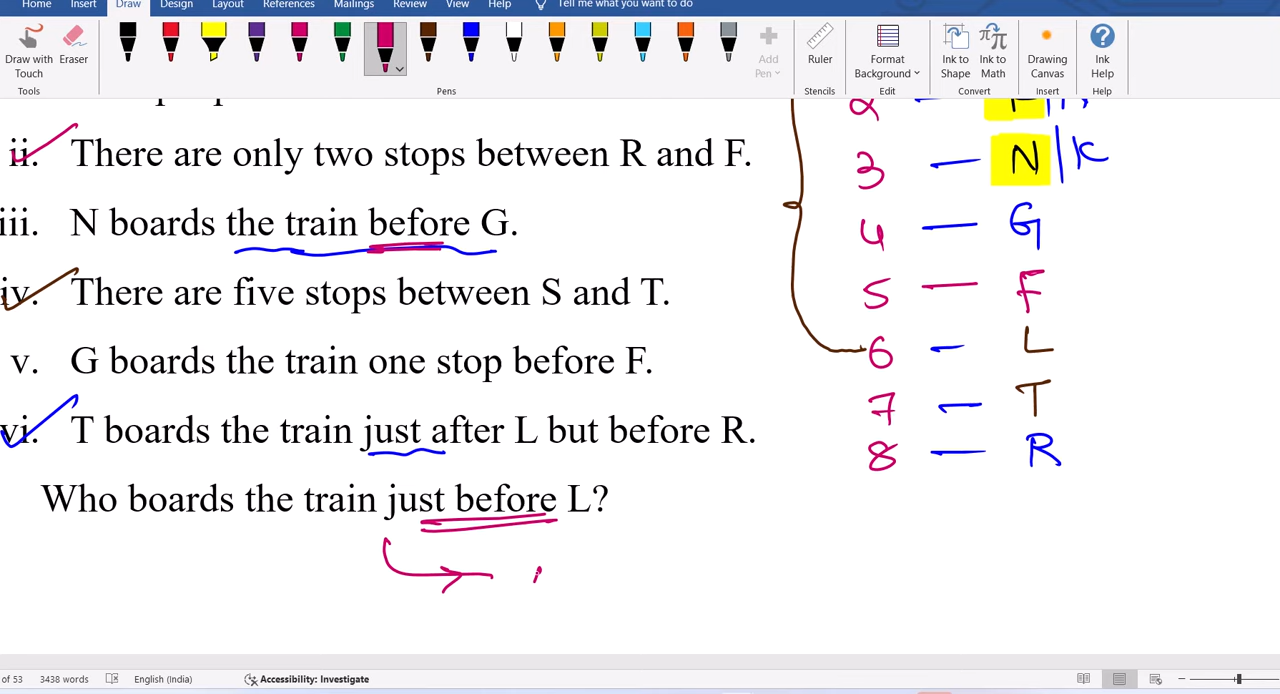 Home Insert Draw Design Layout References Mailings Review View Help Tell me what you want to do
Draw with Touch Eraser Add Pen Ruler Format Background Ink to Shape Ink to Math Drawing Canvas Ink Help
Tools Pens Stencils Edit Convert Insert Help
ii. There are only two stops between R and F.
iii. N boards the train before G.
iv. There are five stops between S and T.
v. G boards the train one stop before F.
vi. T boards the train just after L but before R.
Who boards the train just before L?
2 —
3 — N/K
4 — G
5 — F
6 — L
7 — T
8 — R
of 53 3438 words English (India) Accessibility: Investigate